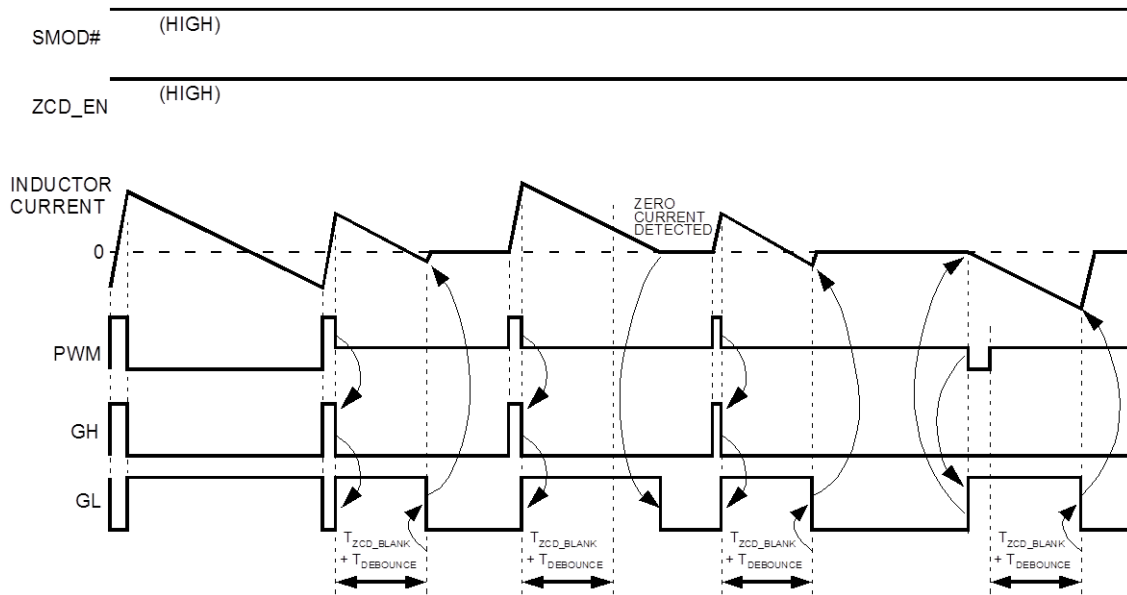 SMOD#
(HIGH)
ZCD_EN
(HIGH)
INDUCTOR
CURRENT
0
ZERO
CURRENT
DETECTED
PWM
GH
GL
TZCD_BLANK
+ TDEBOUNCE
TZCD_BLANK
+ TDEBOUNCE
TZCD_BLANK
+ TDEBOUNCE
TZCD_BLANK
+ TDEBOUNCE